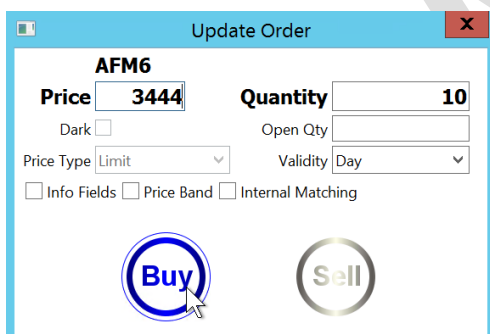 Update Order
X
AFM6
Price 3444 Quantity 10
Dark Open Qty
Price Type Limit Validity Day
Info Fields Price Band Internal Matching
Buy Sell